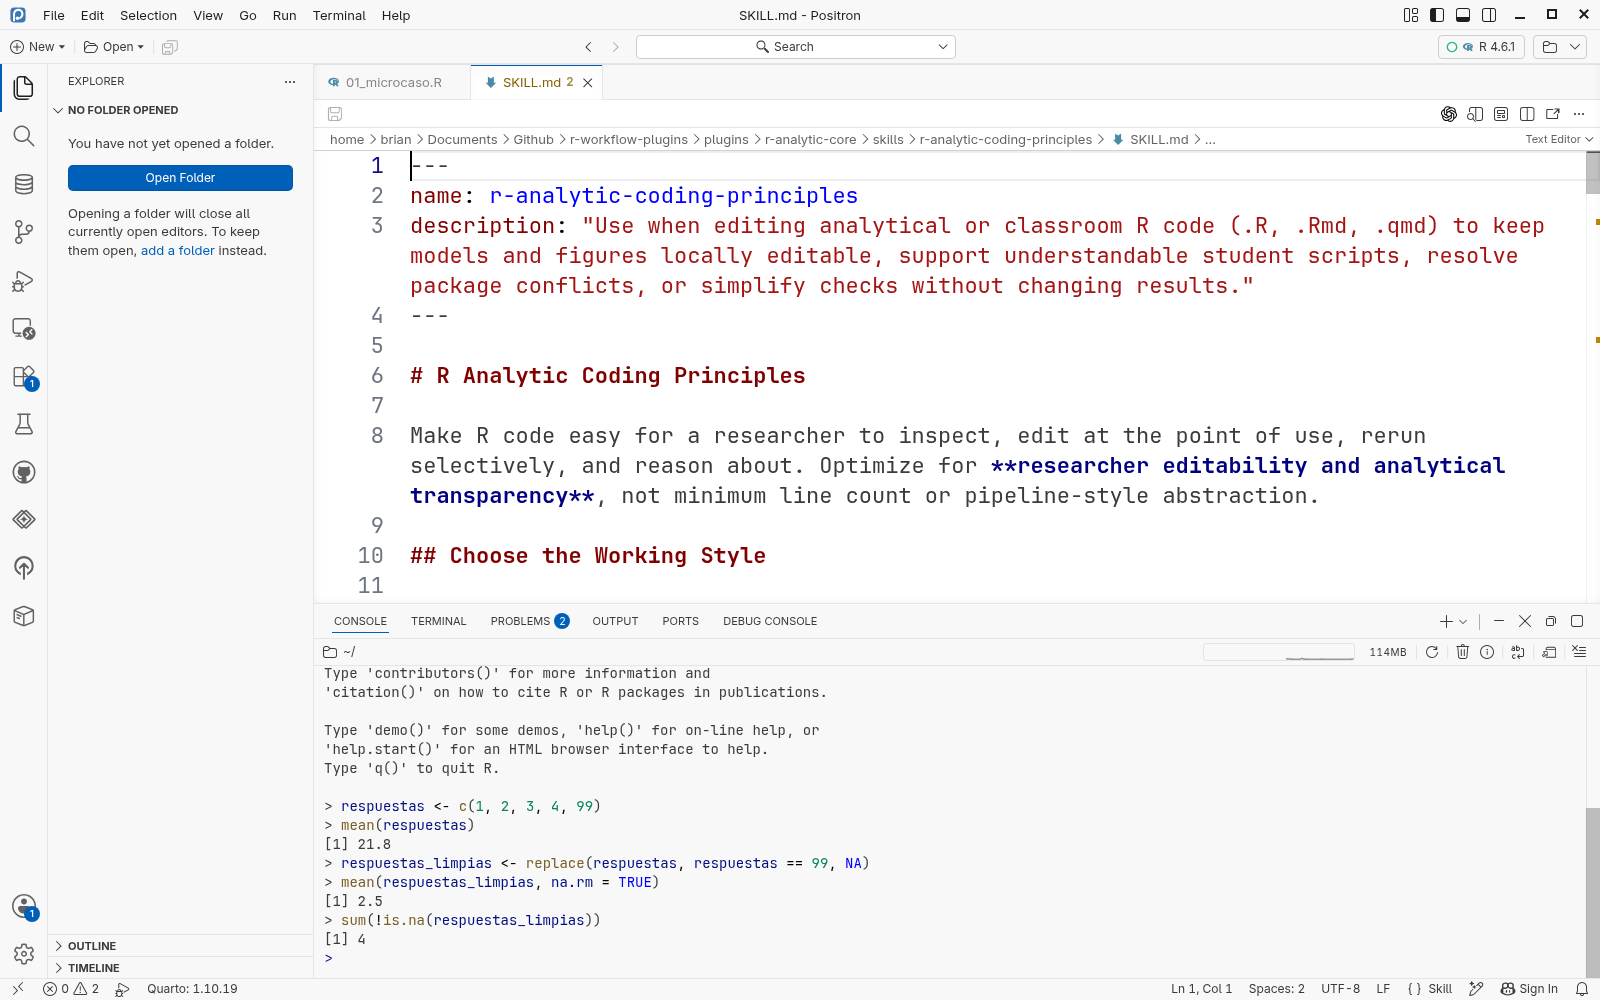 File Edit Selection View Go Run Terminal Help
SKILL.md - Positron
New
Open
Search
R 4.6.1
EXPLORER
NO FOLDER OPENED
You have not yet opened a folder.
Open Folder
Opening a folder will close all
currently open editors. To keep
them open, add a folder instead.
OUTLINE
TIMELINE
01_microcaso.R
SKILL.md 2
home > brian > Documents > Github > r-workflow-plugins > plugins > r-analytic-core > skills > r-analytic-coding-principles > SKILL.md > ...
Text Editor
1 ---
2 name: r-analytic-coding-principles
3 description: "Use when editing analytical or classroom R code (.R, .Rmd, .qmd) to keep
models and figures locally editable, support understandable student scripts, resolve
package conflicts, or simplify checks without changing results."
4 ---
5
6 # R Analytic Coding Principles
7
8 Make R code easy for a researcher to inspect, edit at the point of use, rerun
selectively, and reason about. Optimize for **researcher editability and analytical
transparency**, not minimum line count or pipeline-style abstraction.
9
10 ## Choose the Working Style
11
CONSOLE TERMINAL PROBLEMS 2 OUTPUT PORTS DEBUG CONSOLE
~/
114MB
Type 'contributors()' for more information and
'citation()' on how to cite R or R packages in publications.
Type 'demo()' for some demos, 'help()' for on-line help, or
'help.start()' for an HTML browser interface to help.
Type 'q()' to quit R.
> respuestas <- c(1, 2, 3, 4, 99)
> mean(respuestas)
[1] 21.8
> respuestas_limpias <- replace(respuestas, respuestas == 99, NA)
> mean(respuestas_limpias, na.rm = TRUE)
[1] 2.5
> sum(!is.na(respuestas_limpias))
[1] 4
>
1
1
0 2
Quarto: 1.10.19
Ln 1, Col 1
Spaces: 2
UTF-8
LF
{ } Skill
Sign In